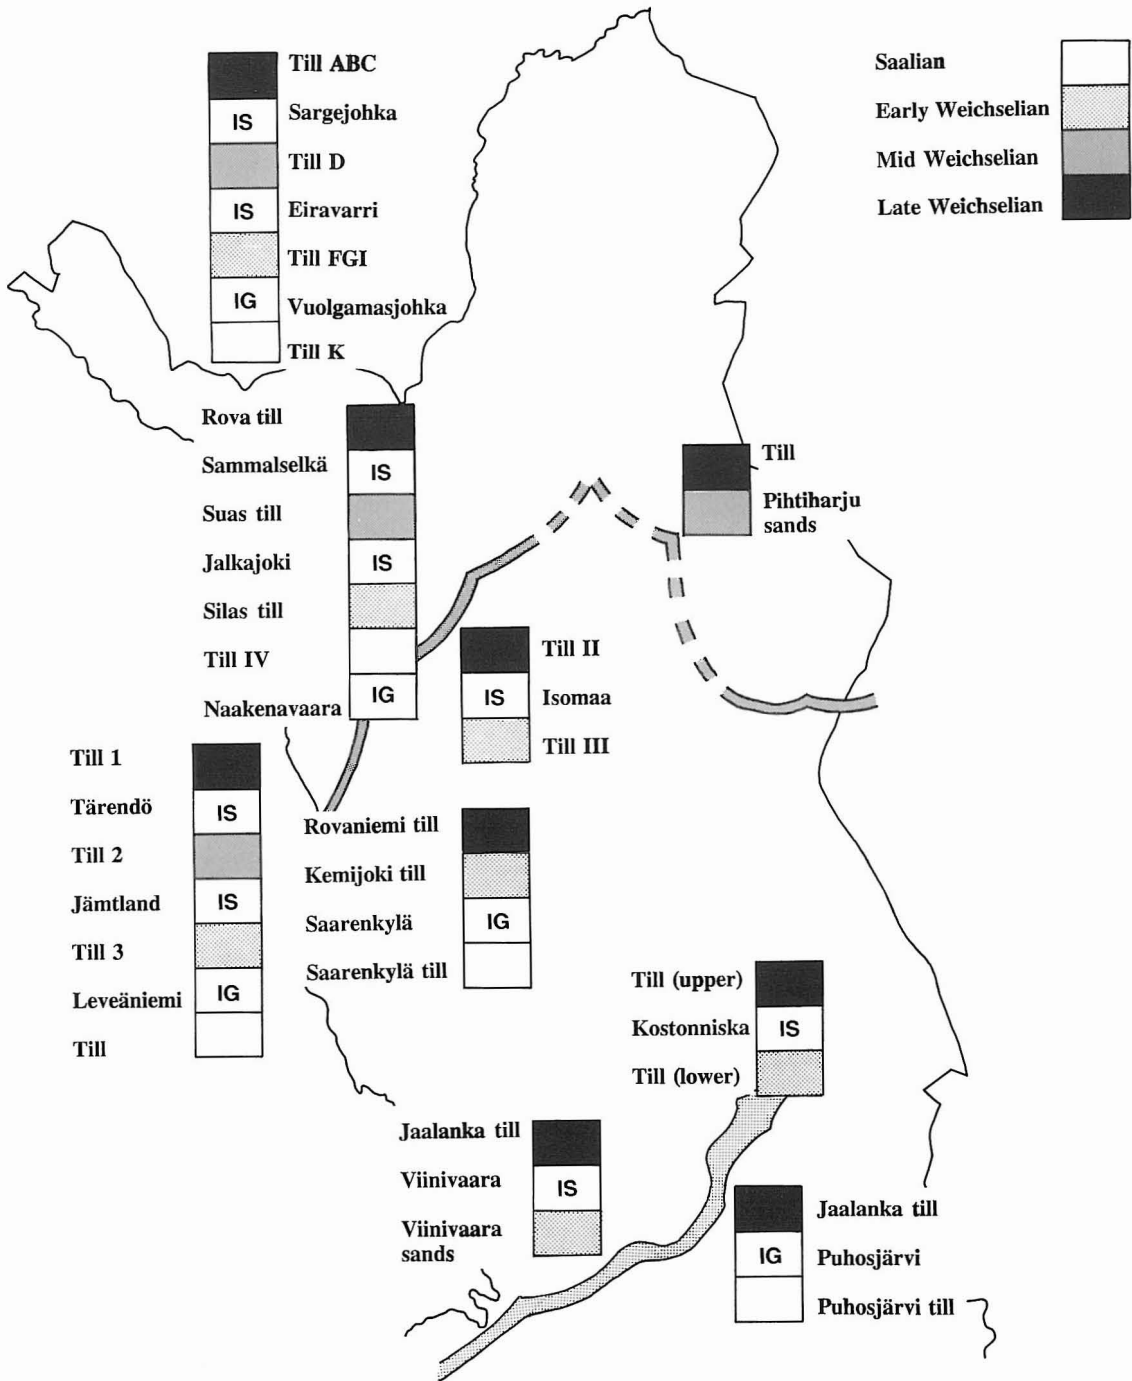 Till ABC
IS Sargejohka
Till D
IS Eiravarri
Till FGI
IG Vuolgamasjohka
Till K
Saalian
Early Weichselian
Mid Weichselian
Late Weichselian
Rova till
Sammalselkä IS
Suas till
Jalkajoki IS
Silas till
Till IV
Naakenavaara IG
Till
Pihtiharju
sands
Till II
IS Isomaa
Till III
Till 1
Tärendö IS
Till 2
Jämtland IS
Till 3
Leveäniemi IG
Till
Rovaniemi till
Kemijoki till
Saarenkylä IG
Saarenkylä till
Till (upper)
Kostonniska IS
Till (lower)
Jaalanka till
Viinivaara IS
Viinivaara
sands
Jaalanka till
IG Puhosjärvi
Puhosjärvi till